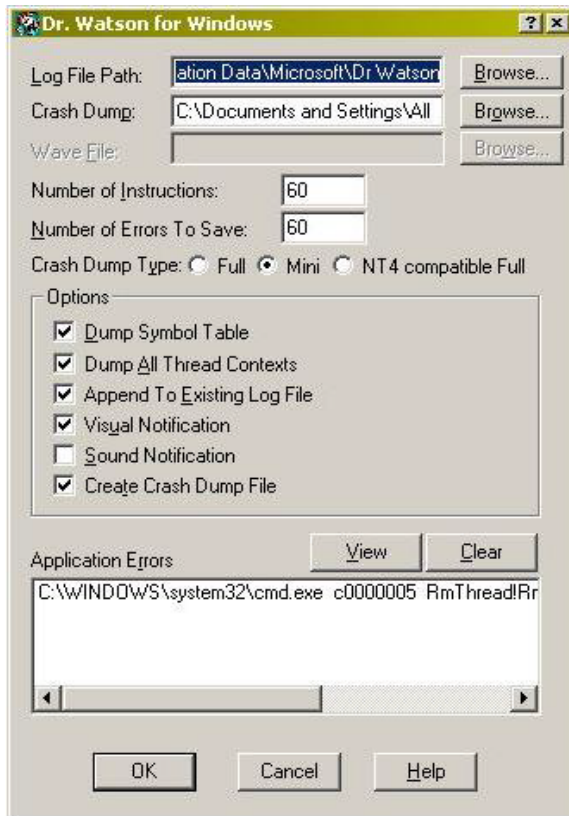 Dr. Watson for Windows
Log File Path: ation Data\Microsoft\Dr Watson Browse...
Crash Dump: C:\Documents and Settings\All Browse...
Wave File: Browse...
Number of Instructions: 60
Number of Errors To Save: 60
Crash Dump Type: Full Mini NT4 compatible Full
Options
Dump Symbol Table
Dump All Thread Contexts
Append To Existing Log File
Visual Notification
Sound Notification
Create Crash Dump File
Application Errors View Clear
C:\WINDOWS\system32\cmd.exe c0000005 RmThread!Rr
OK Cancel Help